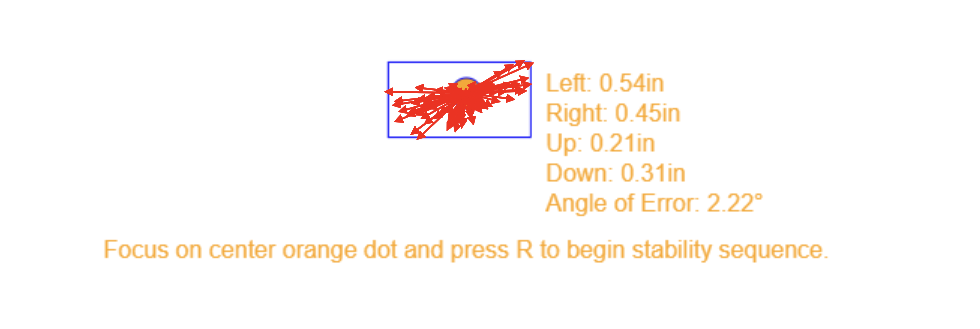 Left: 0.54in
Right: 0.45in
Up: 0.21in
Down: 0.31in
Angle of Error: 2.22°
Focus on center orange dot and press R to begin stability sequence.